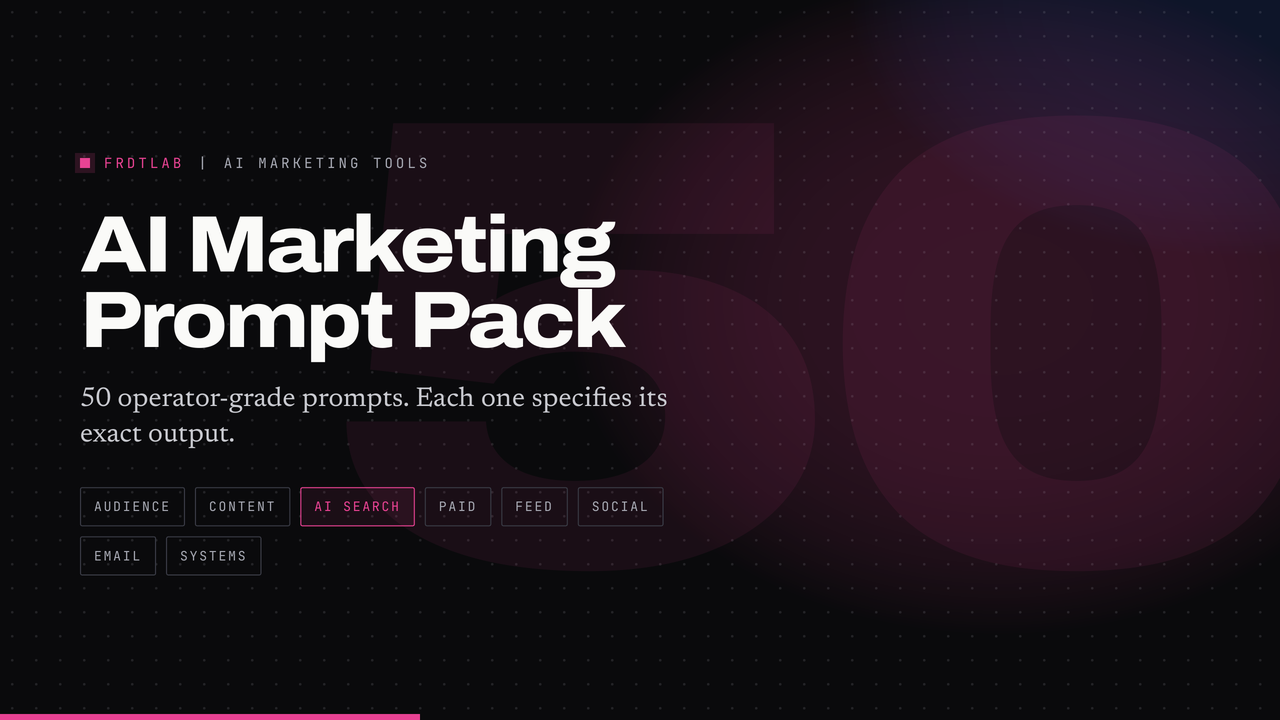 50
FRDTLAB | AI MARKETING TOOLS
AI Marketing
Prompt Pack
50 operator-grade prompts. Each one specifies its
exact output.
AUDIENCE CONTENT AI SEARCH PAID FEED SOCIAL
EMAIL SYSTEMS